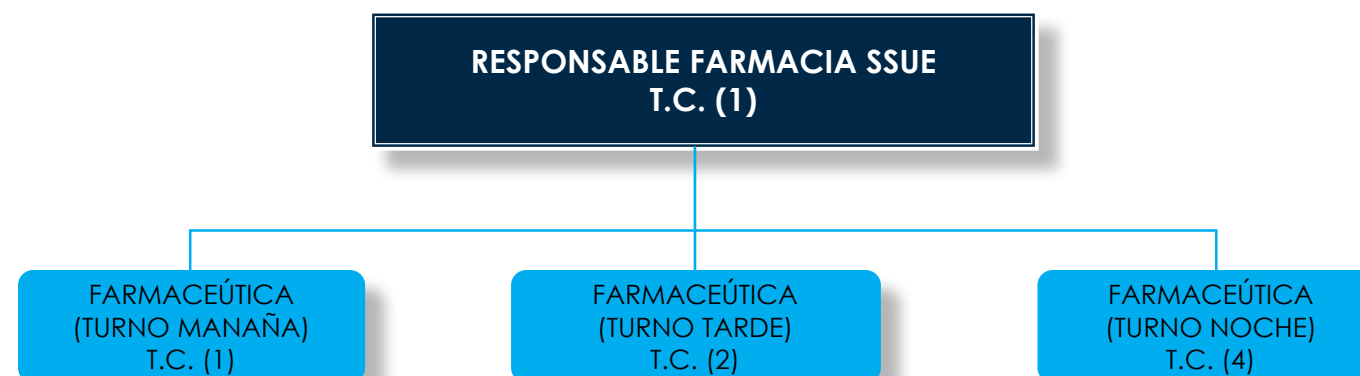 RESPONSABLE FARMACIA SSUE
T.C. (1)
FARMACEÚTICA
(TURNO MANAÑA)
T.C. (1)
FARMACEÚTICA
(TURNO TARDE)
T.C. (2)
FARMACEÚTICA
(TURNO NOCHE)
T.C. (4)